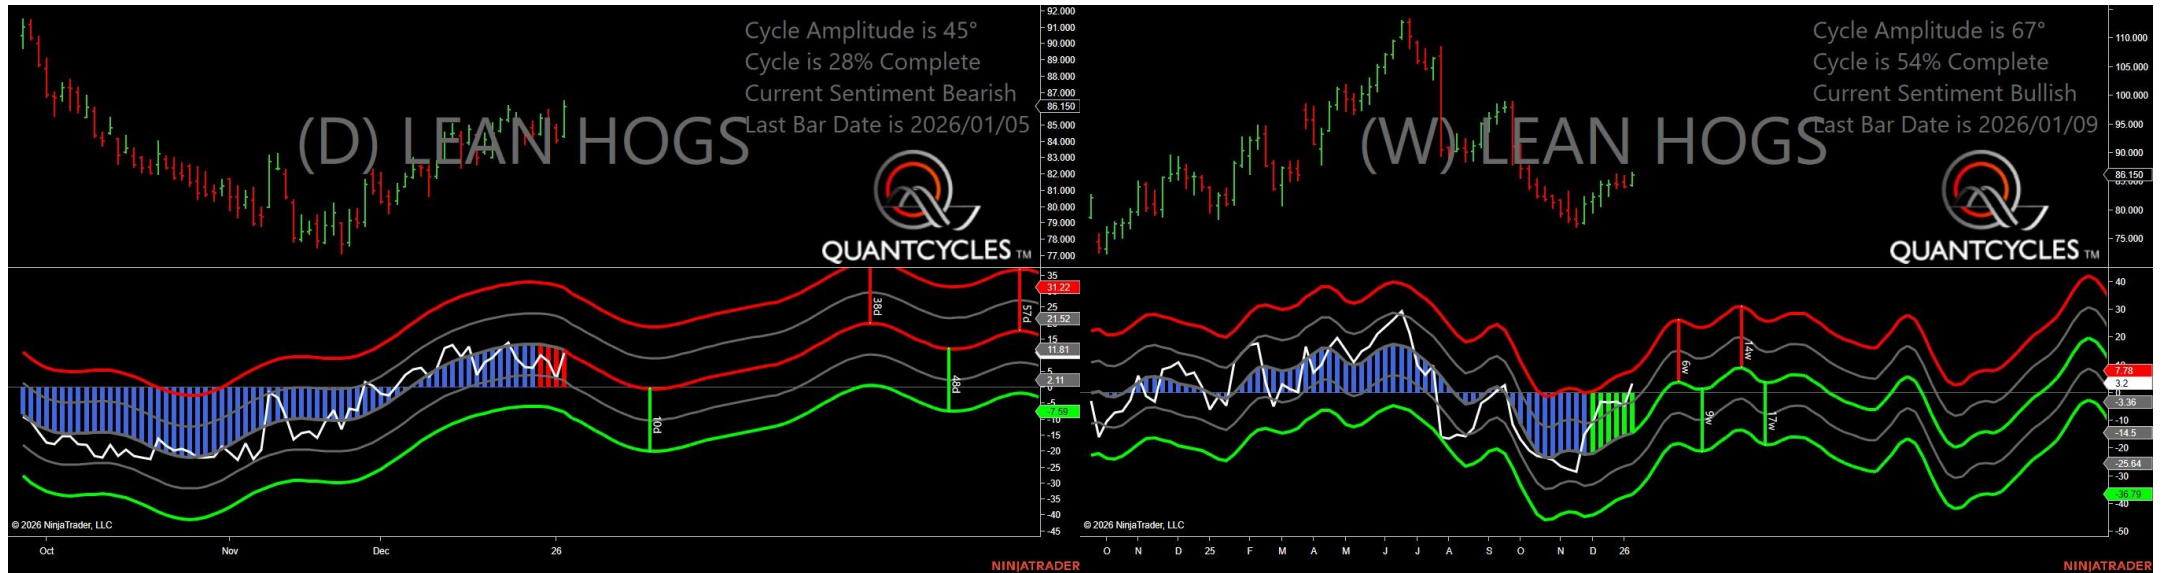 Cycle Amplitude is 45°
Cycle is 28% Complete
Current Sentiment Bearish
Last Bar Date is 2026/01/05
(D) LEAN HOGS
QUANTCYCLES TM
92.000
91.000
90.000
89.000
88.000
87.000
86.150
85.000
84.000
83.000
82.000
81.000
80.000
79.000
78.000
77.000
35
31.22
25
21.52
15
11.81
2.11
-5
-7.59
-10
-15
-20
-25
-30
-35
-40
-45
10d
38d
48d
57d
© 2026 NinjaTrader, LLC
Oct Nov Dec 26
NINJATRADER
Cycle Amplitude is 67°
Cycle is 54% Complete
Current Sentiment Bullish
Last Bar Date is 2026/01/09
(W) LEAN HOGS
QUANTCYCLES TM
110.000
105.000
100.000
95.000
90.000
86.150
80.000
75.000
40
30
20
7.78
3.2
-3.36
-10
-14.5
-20
-25.64
-36.79
-40
-50
6w
9w
14w
17w
© 2026 NinjaTrader, LLC
O N D 25 F M A M J J A S O N D 26
NINJATRADER